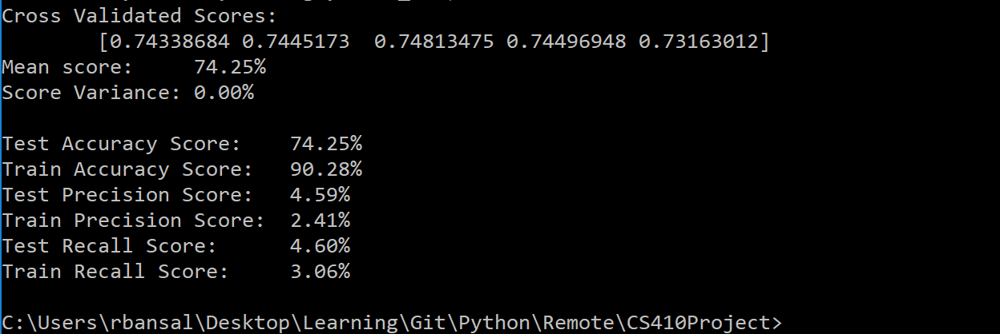 Cross Validated Scores:
[0.74338684 0.7445173  0.74813475 0.74496948 0.73163012]
Mean score:     74.25%
Score Variance: 0.00%
Test Accuracy Score:    74.25%
Train Accuracy Score:   90.28%
Test Precision Score:   4.59%
Train Precision Score:  2.41%
Test Recall Score:      4.60%
Train Recall Score:     3.06%
C:\Users\rbansal\Desktop\Learning\Git\Python\Remote\CS410Project>